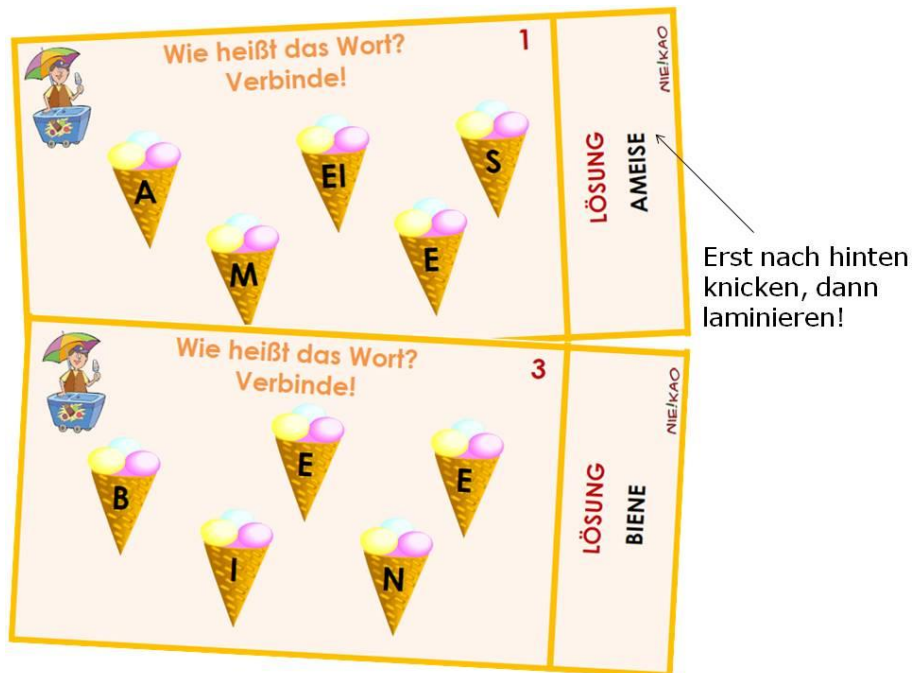 Wie heißt das Wort?
Verbinde!
1
A
EI
S
M
E
LÖSUNG
AMEISE
NIE!KAO
Erst nach hinten
knicken, dann
laminieren!
Wie heißt das Wort?
Verbinde!
3
B
E
E
I
N
LÖSUNG
BIENE
NIE!KAO